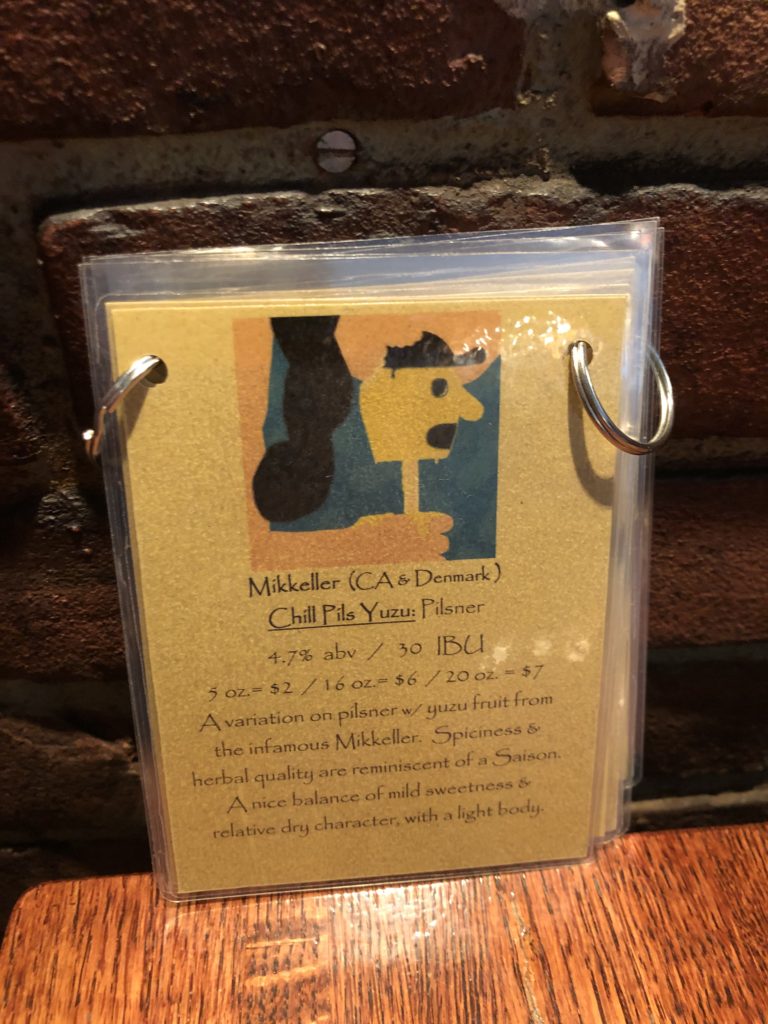 Mikkeller (CA & Denmark)
Chill Pils Yuzu: Pilsner
4.7% abv / 30 IBU
5 oz.= $2 / 16 oz.= $6 / 20 oz. = $7
A variation on pilsner w/ yuzu fruit from
the infamous Mikkeller. Spiciness &
herbal quality are reminiscent of a Saison.
A nice balance of mild sweetness &
relative dry character, with a light body.